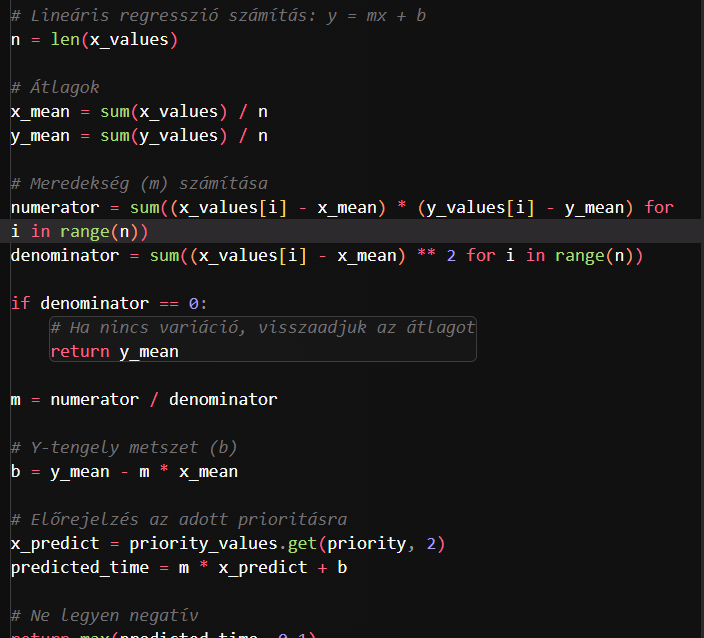 # Lineáris regresszió számítás: y = mx + b
n = len(x_values)
# Átlagok
x_mean = sum(x_values) / n
y_mean = sum(y_values) / n
# Meredekség (m) számítása
numerator = sum((x_values[i] - x_mean) * (y_values[i] - y_mean) for
i in range(n))
denominator = sum((x_values[i] - x_mean) ** 2 for i in range(n))
if denominator == 0:
# Ha nincs variáció, visszaadjuk az átlagot
return y_mean
m = numerator / denominator
# Y-tengely metszet (b)
b = y_mean - m * x_mean
# Előrejelzés az adott prioritásra
x_predict = priority_values.get(priority, 2)
predicted_time = m * x_predict + b
# Ne legyen negatív
return max(predicted_time, 0.1)